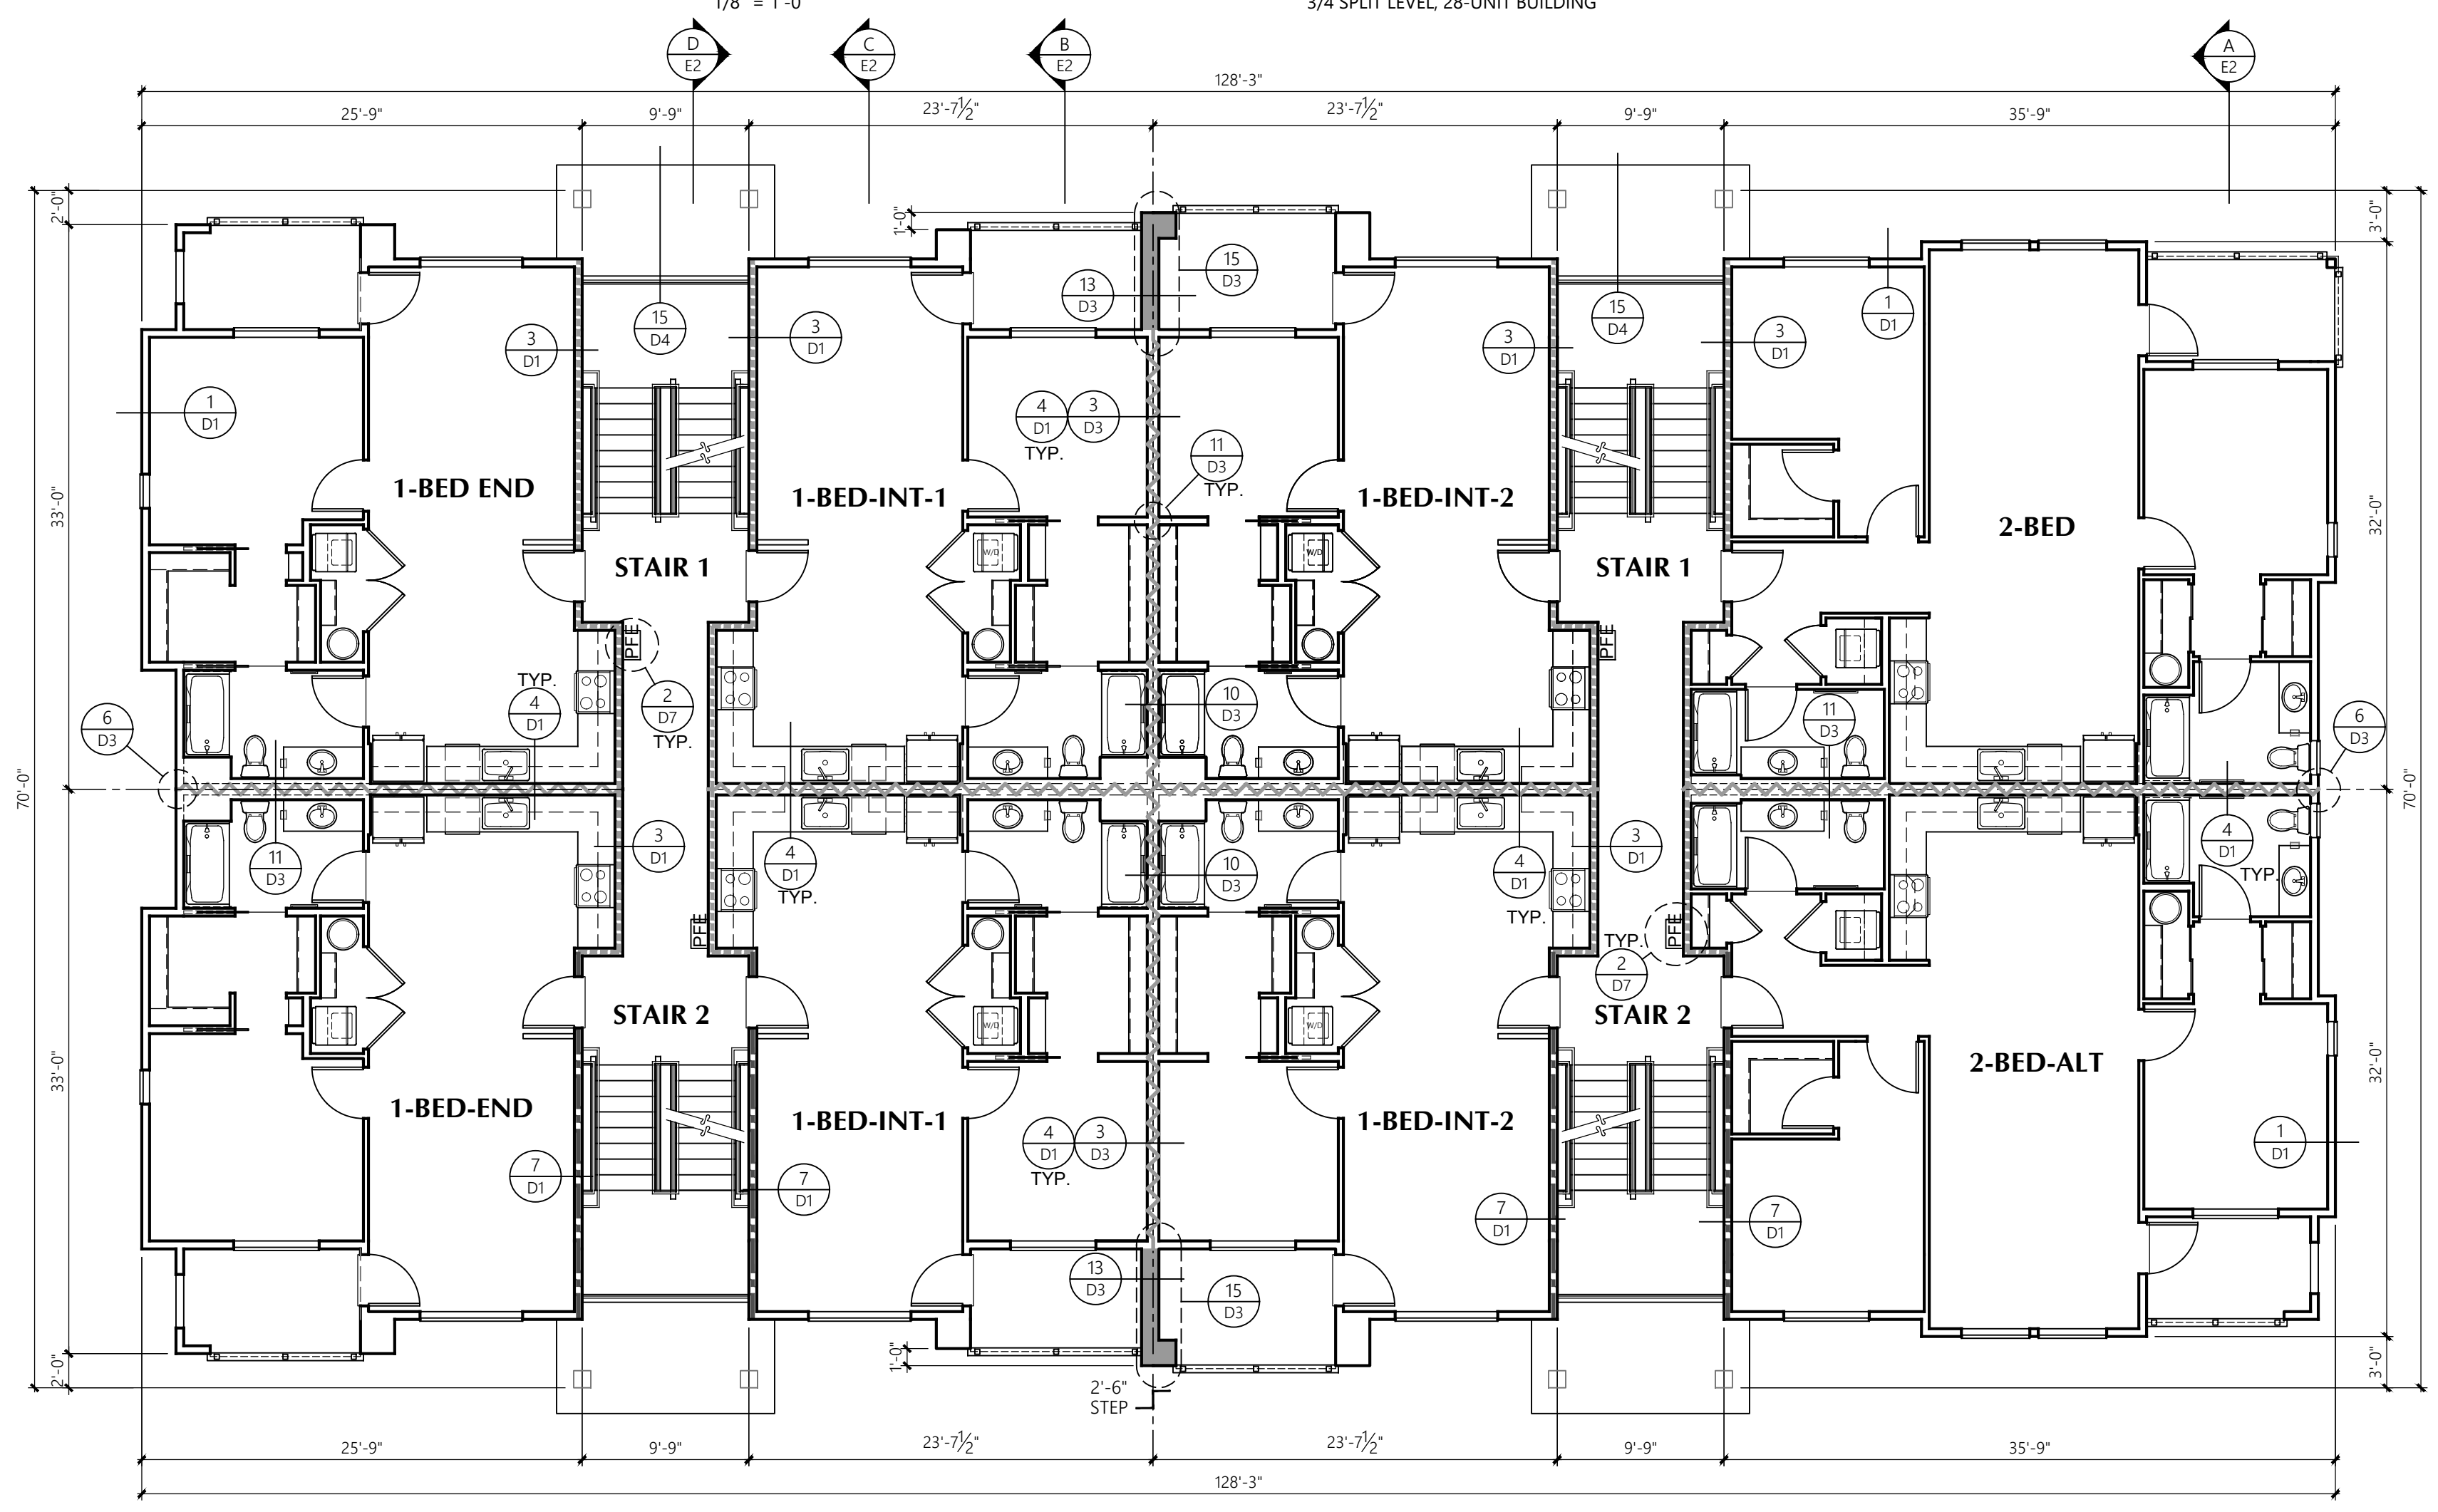 1/8" = 1'-0
3/4 SPLIT LEVEL, 28-UNIT BUILDING
D
E2
C
E2
B
E2
A
E2
128'-3"
25'-9"
9'-9"
23'-7½"
23'-7½"
9'-9"
35'-9"
2'-0"
1'-0"
3'-0"
15
D3
13
D3
1
D1
15
D4
15
D4
3
D1
3
D1
3
D1
3
D1
1
D1
4
D1
3
D3
TYP.
11
D3
TYP.
1-BED END
1-BED-INT-1
1-BED-INT-2
2-BED
33'-0"
32'-0"
W/D
W/D
STAIR 1
STAIR 1
PFE
PFE
TYP.
4
D1
2
D7
TYP.
10
D3
11
D3
6
D3
6
D3
70'-0"
70'-0"
11
D3
3
D1
4
D1
TYP.
10
D3
4
D1
TYP.
3
D1
4
D1
TYP.
PFE
PFE
TYP.
2
D7
STAIR 2
STAIR 2
W/D
W/D
33'-0"
32'-0"
1-BED-END
1-BED-INT-1
1-BED-INT-2
2-BED-ALT
4
D1
3
D3
TYP.
1
D1
7
D1
7
D1
7
D1
7
D1
13
D3
15
D3
2'-0"
1'-0"
3'-0"
2'-6"
STEP
25'-9"
9'-9"
23'-7½"
23'-7½"
9'-9"
35'-9"
128'-3"